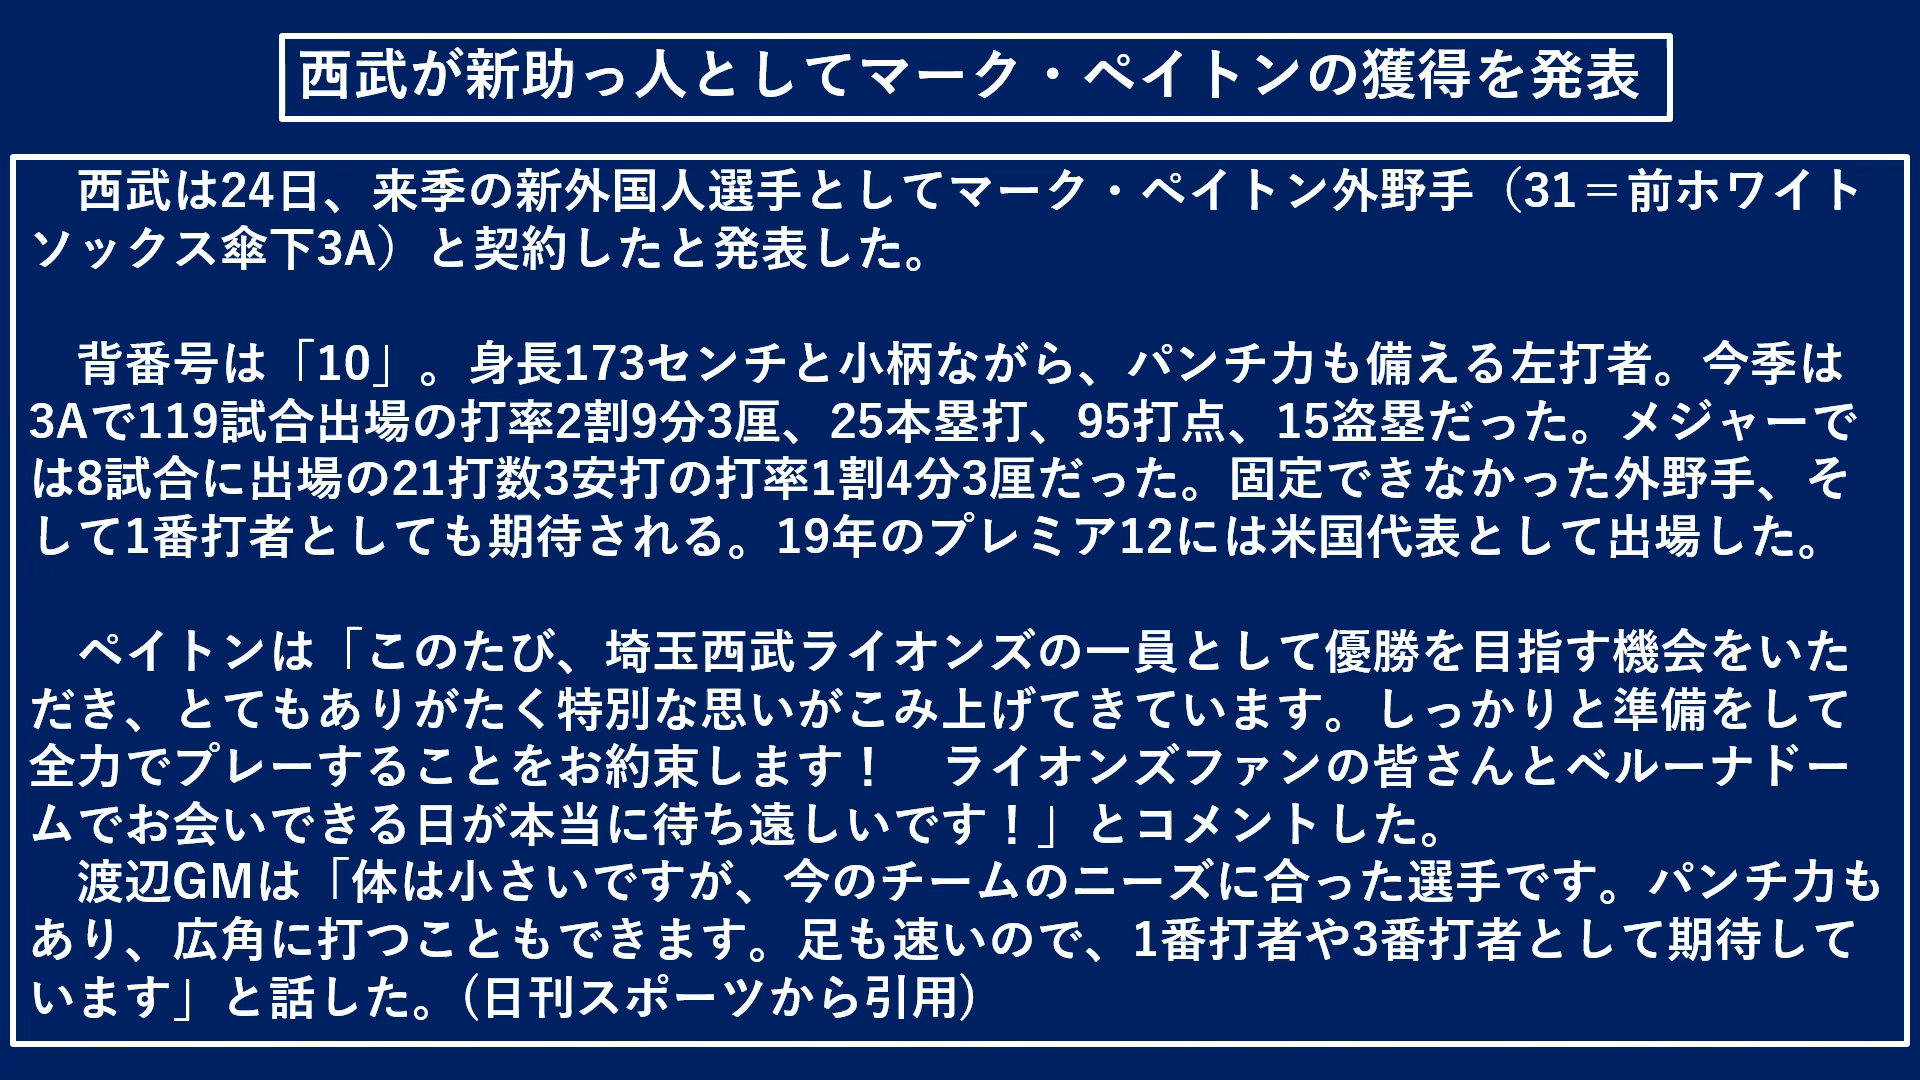 西武が新助っ人としてマーク・ペイトンの獲得を発表
　西武は24日、来季の新外国人選手としてマーク・ペイトン外野手（31＝前ホワイト
ソックス傘下3A）と契約したと発表した。
　背番号は「10」。身長173センチと小柄ながら、パンチ力も備える左打者。今季は
3Aで119試合出場の打率2割9分3厘、25本塁打、95打点、15盗塁だった。メジャーで
は8試合に出場の21打数3安打の打率1割4分3厘だった。固定できなかった外野手、そ
して1番打者としても期待される。19年のプレミア12には米国代表として出場した。
　ペイトンは「このたび、埼玉西武ライオンズの一員として優勝を目指す機会をいた
だき、とてもありがたく特別な思いがこみ上げてきています。しっかりと準備をして
全力でプレーすることをお約束します！　ライオンズファンの皆さんとベルーナドー
ムでお会いできる日が本当に待ち遠しいです！」とコメントした。
　渡辺GMは「体は小さいですが、今のチームのニーズに合った選手です。パンチ力も
あり、広角に打つこともできます。足も速いので、1番打者や3番打者として期待して
います」と話した。（日刊スポーツから引用）